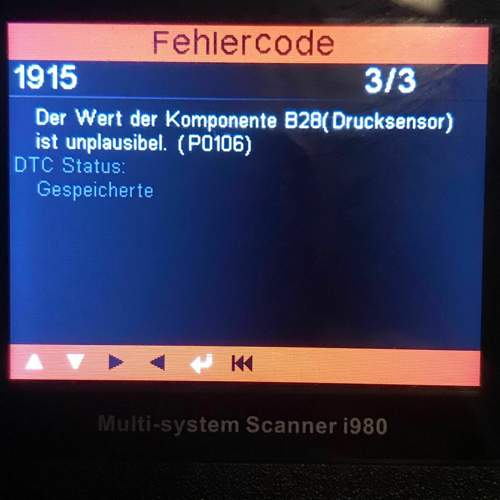 Fehlercode
1915 3/3
Der Wert der Komponente B28(Drucksensor)
ist unplausibel. (P0106)
DTC Status:
Gespeicherte
Multi-system Scanner i980